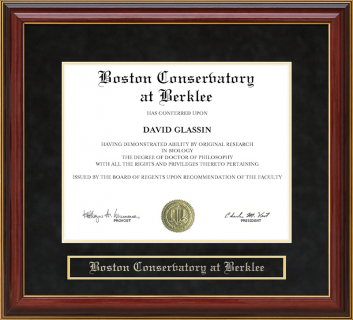 Boston Conservatory
at Berklee
HAS CONFERRED UPON
DAVID GLASSIN
HAVING DEMONSTRATED ABILITY BY ORIGINAL RESEARCH
IN BIOLOGY
THE DEGREE OF DOCTOR OF PHILOSOPHY
WITH ALL THE RIGHTS AND PRIVILEGES THERETO PERTAINING
ISSUED BY THE BOARD OF REGENTS UPON RECOMMENDATION OF THE FACULTY
PROVOST
PRESIDENT
Boston Conservatory at Berklee